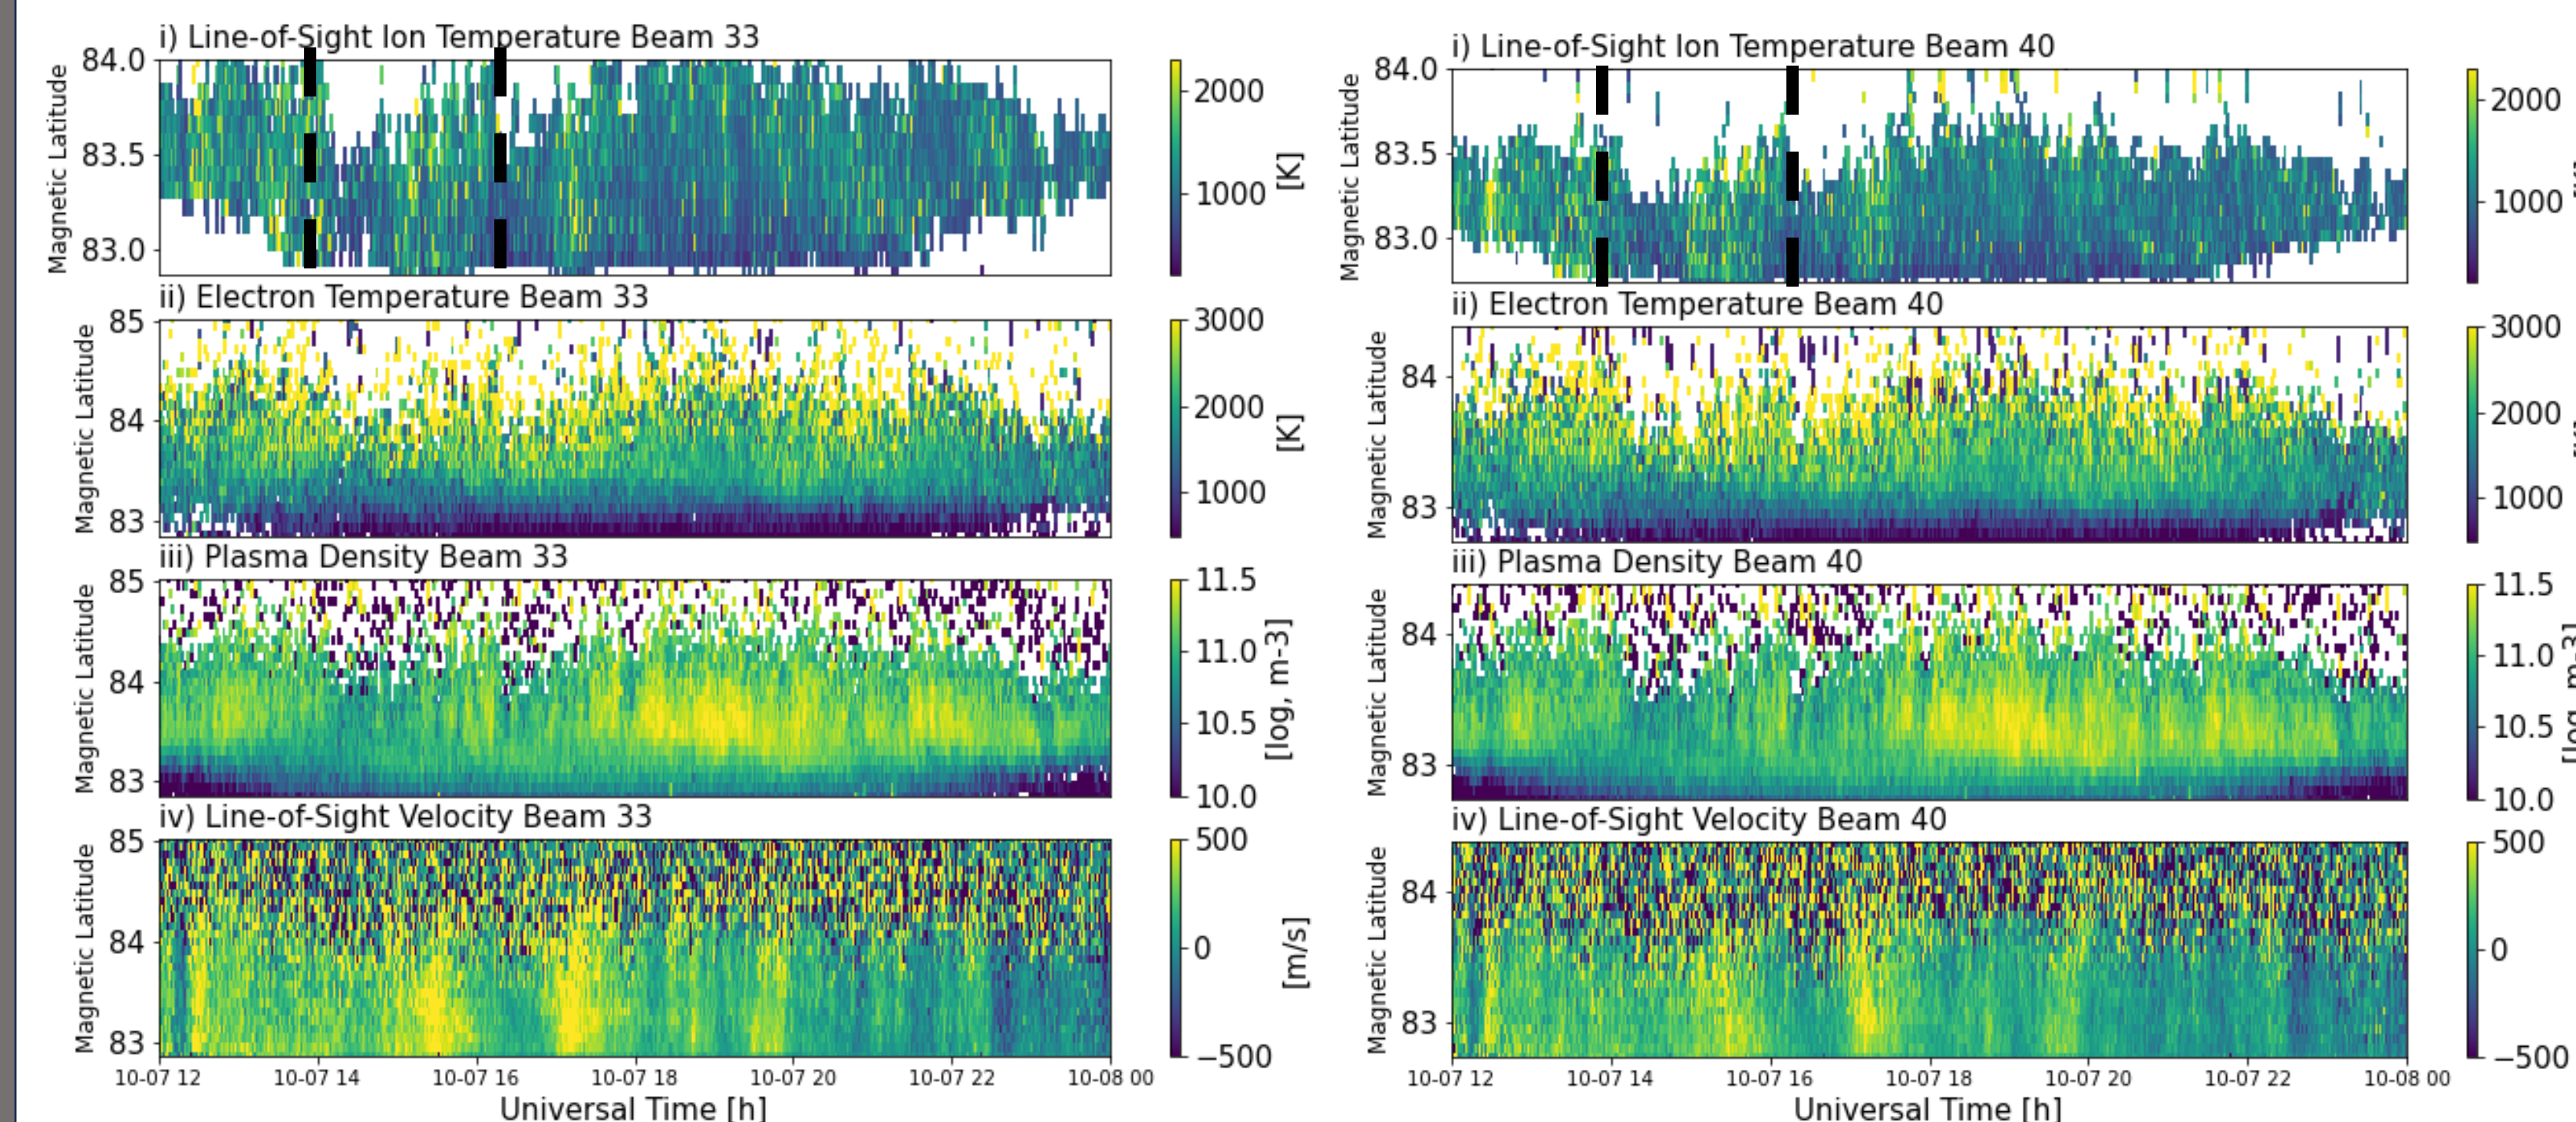 i) Line-of-Sight Ion Temperature Beam 33
Magnetic Latitude
84.0
83.5
83.0
2000
1000
[K]
ii) Electron Temperature Beam 33
Magnetic Latitude
85
84
83
3000
2000
1000
[K]
iii) Plasma Density Beam 33
Magnetic Latitude
85
84
83
11.5
11.0
10.5
10.0
[log, m-3]
iv) Line-of-Sight Velocity Beam 33
Magnetic Latitude
85
84
83
500
0
−500
[m/s]
10-07 12 10-07 14 10-07 16 10-07 18 10-07 20 10-07 22 10-08 00
Universal Time [h]
i) Line-of-Sight Ion Temperature Beam 40
Magnetic Latitude
84.0
83.5
83.0
2000
1000
ii) Electron Temperature Beam 40
Magnetic Latitude
84
83
3000
2000
1000
iii) Plasma Density Beam 40
Magnetic Latitude
84
83
11.5
11.0
10.5
10.0
[log, m-3]
iv) Line-of-Sight Velocity Beam 40
Magnetic Latitude
84
83
500
0
−500
10-07 12 10-07 14 10-07 16 10-07 18 10-07 20 10-07 22 10-08 00
Universal Time [h]